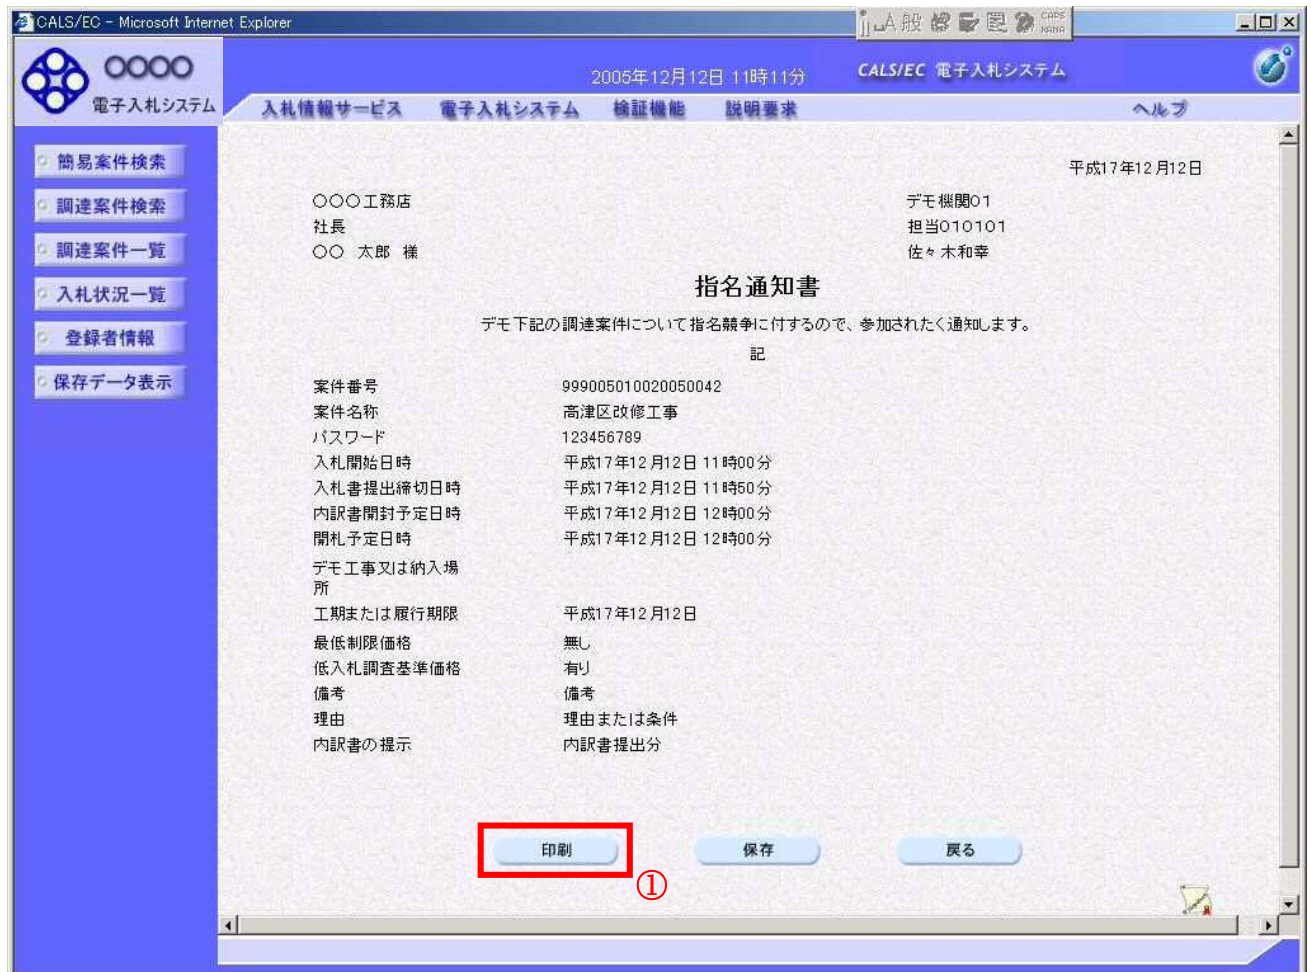 CALS/EC - Microsoft Internet Explorer
A 般
CAPS
KANA
○○○○
電子入札システム
2005年12月12日 11時11分
CALS/EC 電子入札システム
入札情報サービス 電子入札システム 検証機能 説明要求 ヘルプ
簡易案件検索
調達案件検索
調達案件一覧
入札状況一覧
登録者情報
保存データ表示
平成17年12月12日
○○○工務店 デモ機関01
社長 担当010101
○○ 太郎 様 佐々木和幸
指名通知書
デモ下記の調達案件について指名競争に付するので、参加されたく通知します。
記
案件番号 999005010020050042
案件名称 高津区改修工事
パスワード 123456789
入札開始日時 平成17年12月12日 11時00分
入札書提出締切日時 平成17年12月12日 11時50分
内訳書開封予定日時 平成17年12月12日 12時00分
開札予定日時 平成17年12月12日 12時00分
デモ工事又は納入場
所
工期または履行期限 平成17年12月12日
最低制限価格 無し
低入札調査基準価格 有り
備考 備考
理由 理由または条件
内訳書の提示 内訳書提出分
印刷 保存 戻る
①